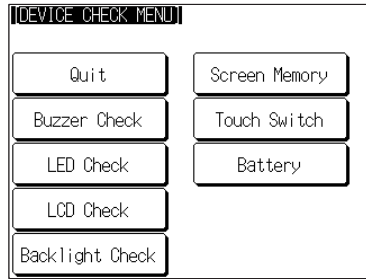 [DEVICE CHECK MENU]
Quit
Buzzer Check
LED Check
LCD Check
Backlight Check
Screen Memory
Touch Switch
Battery